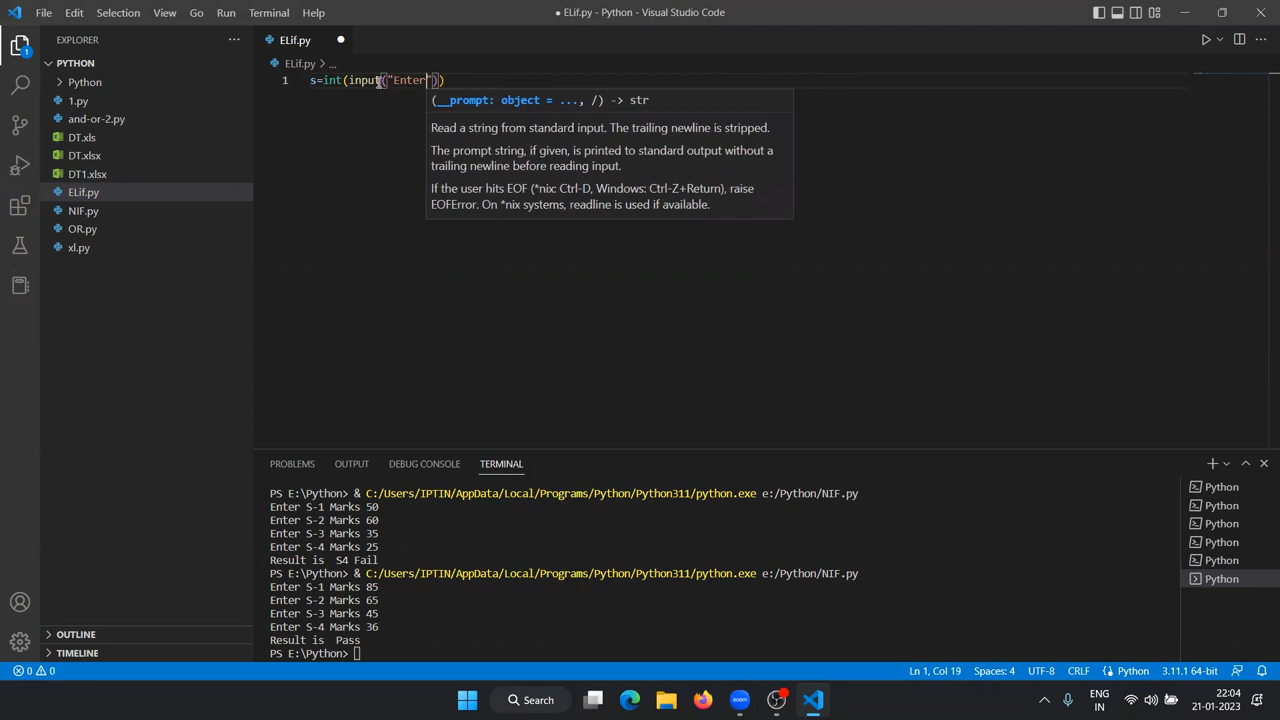 File Edit Selection View Go Run Terminal Help
● ELif.py - Python - Visual Studio Code
EXPLORER
PYTHON
Python
1.py
and-or-2.py
DT.xls
DT.xlsx
DT1.xlsx
ELif.py
NIF.py
OR.py
xl.py
OUTLINE
TIMELINE
1
ELif.py
ELif.py > ...
1 s=int(input("Enter"))
(__prompt: object = ..., /) -> str
Read a string from standard input. The trailing newline is stripped.
The prompt string, if given, is printed to standard output without a
trailing newline before reading input.
If the user hits EOF (*nix: Ctrl-D, Windows: Ctrl-Z+Return), raise
EOFError. On *nix systems, readline is used if available.
PROBLEMS OUTPUT DEBUG CONSOLE TERMINAL
PS E:\Python> & C:/Users/IPTIN/AppData/Local/Programs/Python/Python311/python.exe e:/Python/NIF.py
Enter S-1 Marks 50
Enter S-2 Marks 60
Enter S-3 Marks 35
Enter S-4 Marks 25
Result is  S4 Fail
PS E:\Python> & C:/Users/IPTIN/AppData/Local/Programs/Python/Python311/python.exe e:/Python/NIF.py
Enter S-1 Marks 85
Enter S-2 Marks 65
Enter S-3 Marks 45
Enter S-4 Marks 36
Result is  Pass
PS E:\Python>
Python
Python
Python
Python
Python
Python
0 0
Ln 1, Col 19 Spaces: 4 UTF-8 CRLF Python 3.11.1 64-bit
Search
zoom
ENG
IN
22:04
21-01-2023